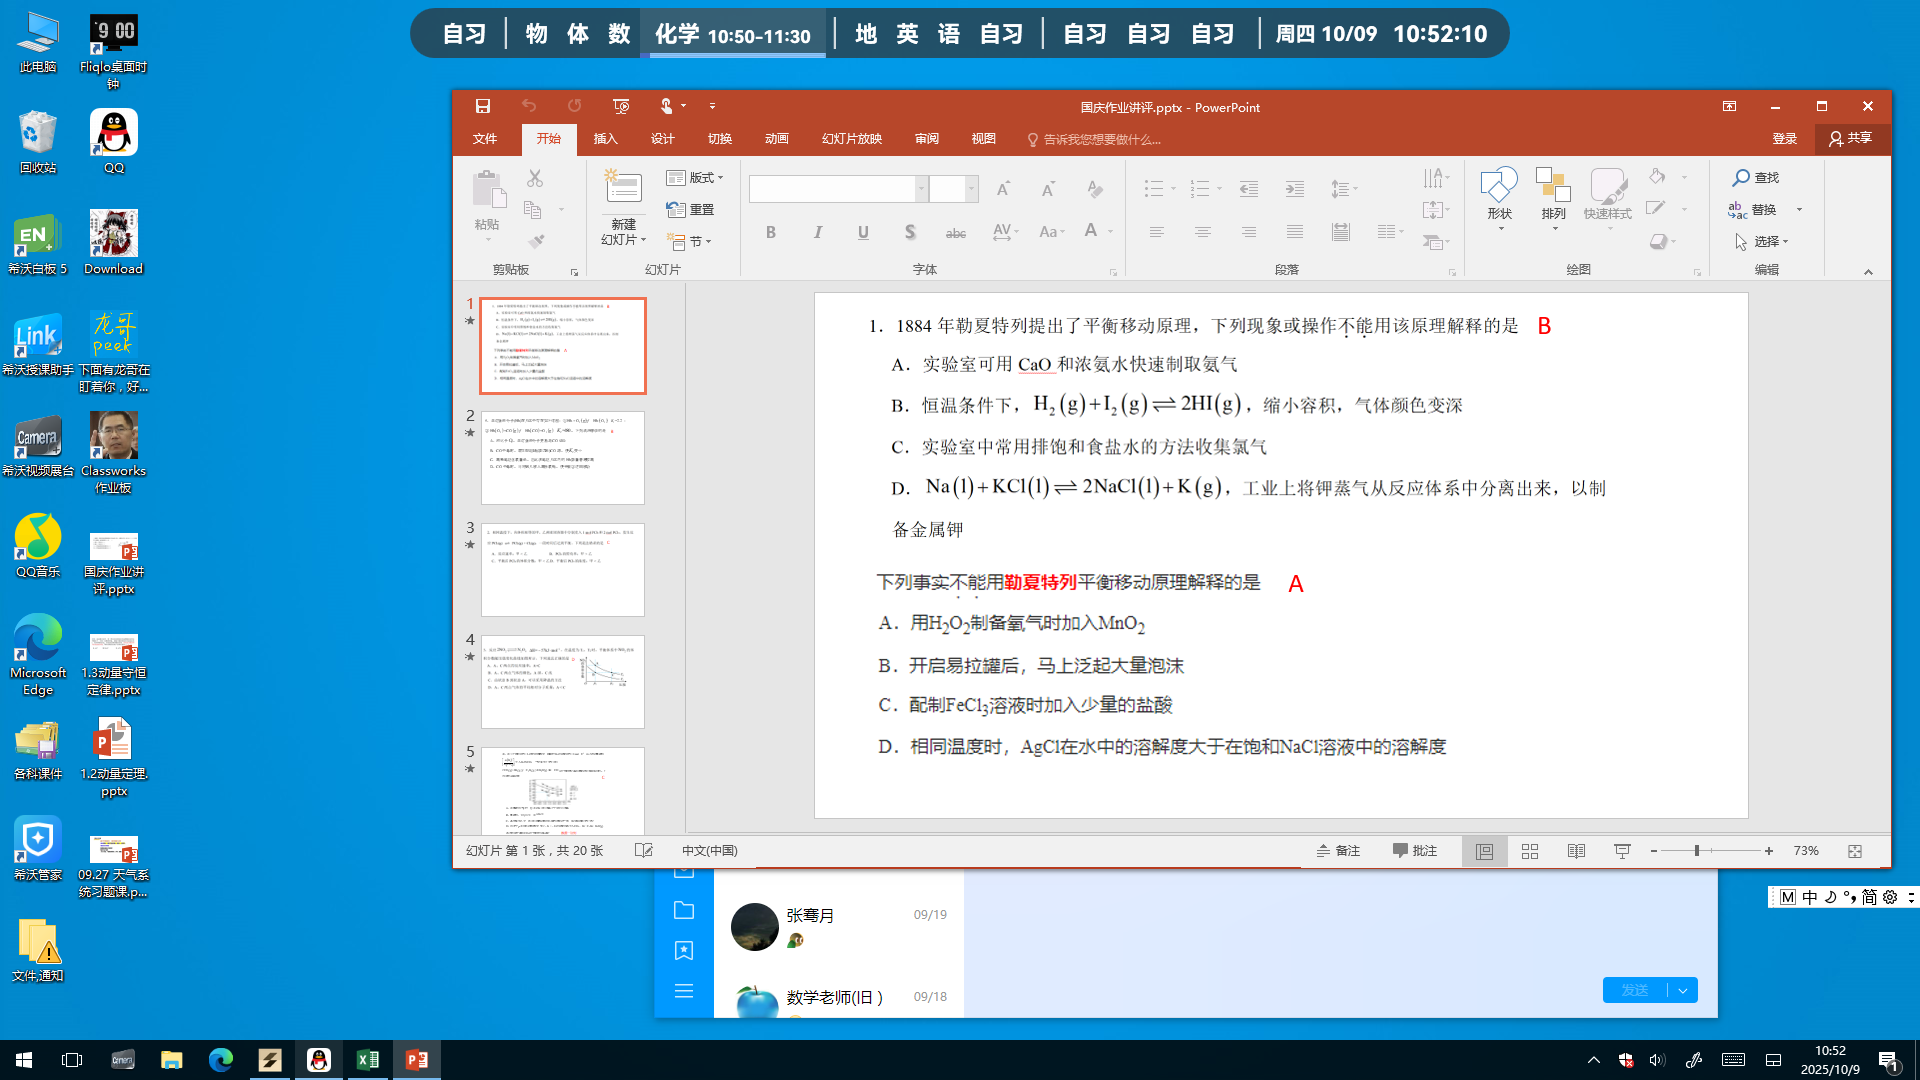 自习 物 体 数 化学 10:50-11:30 地 英 语 自习 自习 自习 自习 周四 10/09 10:52:10
此电脑
Fliqlo桌面时钟
回收站
QQ
希沃白板 5
Download
希沃授课助手
下面有龙哥在盯着你，好...
希沃视频展台
Classworks作业板
QQ音乐
国庆作业讲评.pptx
Microsoft Edge
1.3动量守恒定律.pptx
各科课件
1.2动量定理.pptx
希沃管家
09.27 天气系统习题课.p...
文件,通知
国庆作业讲评.pptx - PowerPoint
文件 开始 插入 设计 切换 动画 幻灯片放映 审阅 视图 告诉我您想要做什么... 登录 共享
粘贴 新建幻灯片 版式 重置 节 形状 排列 快速样式 查找 替换 选择
剪贴板 幻灯片 字体 段落 绘图 编辑
1
2
3
4
5
1. 1884 年勒夏特列提出了平衡移动原理，下列现象或操作不能用该原理解释的是 B
A．实验室可用 CaO 和浓氨水快速制取氨气
B．恒温条件下，H₂(g)+I₂(g)⇌2HI(g)，缩小容积，气体颜色变深
C．实验室中常用排饱和食盐水的方法收集氯气
D．Na(l)+KCl(l)⇌2NaCl(l)+K(g)，工业上将钾蒸气从反应体系中分离出来，以制
备金属钾
下列事实不能用勒夏特列平衡移动原理解释的是 A
A．用H₂O₂制备氧气时加入MnO₂
B．开启易拉罐后，马上泛起大量泡沫
C．配制FeCl₃溶液时加入少量的盐酸
D．相同温度时，AgCl在水中的溶解度大于在饱和NaCl溶液中的溶解度
幻灯片 第 1 张，共 20 张 中文(中国) 备注 批注 73%
张骞月 09/19
数学老师(旧 ) 09/18
发送
M 中 简
10:52
2025/10/9
1